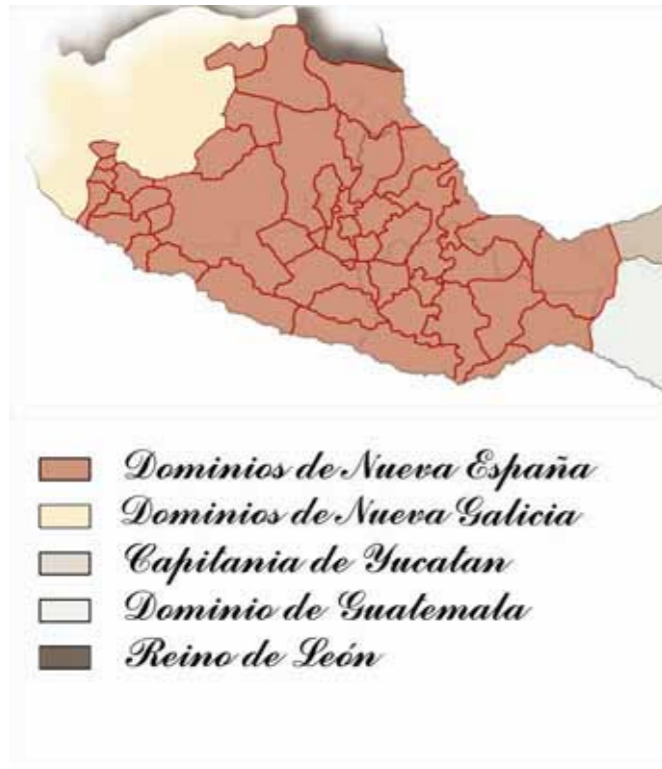 Dominios de Nueva España
Dominios de Nueva Galicia
Capitania de Yucatan
Dominio de Guatemala
Reino de León